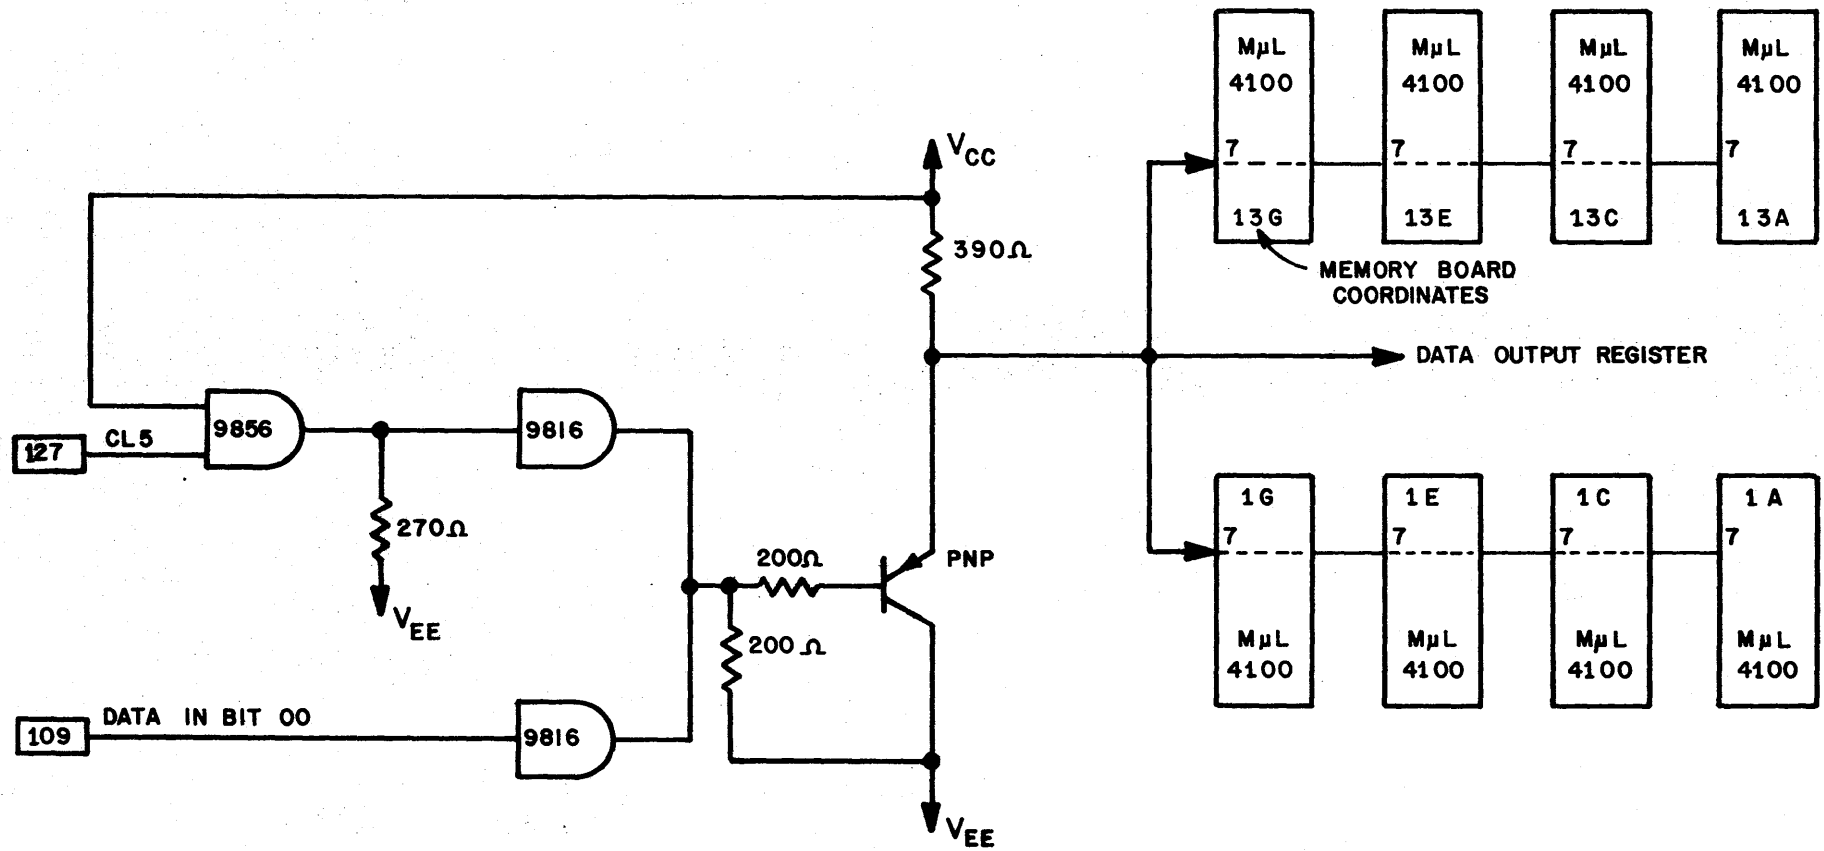 MµL MµL MµL MµL
4100 4100 4100 4100
7 7 7 7
13G 13E 13C 13A
MEMORY BOARD
COORDINATES
VCC
390Ω
DATA OUTPUT REGISTER
127 CL5 9856 9816
270Ω
VEE
200Ω PNP
200Ω
109 DATA IN BIT 00 9816
VEE
1G 1E 1C 1A
7 7 7 7
MµL MµL MµL MµL
4100 4100 4100 4100